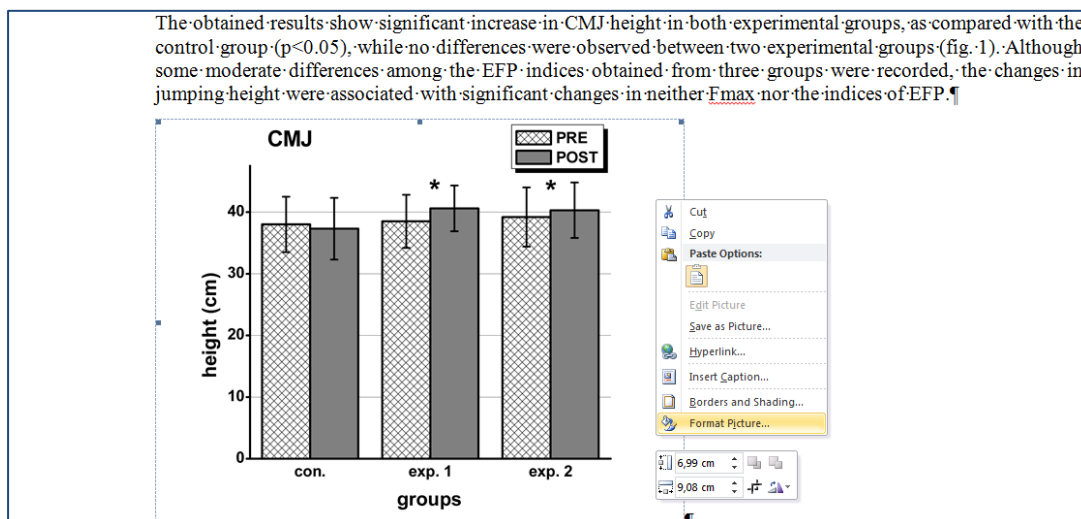 The obtained results show significant increase in CMJ height in both experimental groups, as compared with the
control group (p<0.05), while no differences were observed between two experimental groups (fig. 1). Although
some moderate differences among the EFP indices obtained from three groups were recorded, the changes in
jumping height were associated with significant changes in neither Fmax nor the indices of EFP.¶
CMJ
PRE
POST
*
*
40
30
20
10
0
height (cm)
con.
exp. 1
exp. 2
groups
Cut
Copy
Paste Options:
Edit Picture
Save as Picture...
Hyperlink...
Insert Caption...
Borders and Shading...
Format Picture...
6,99 cm
9,08 cm
¶